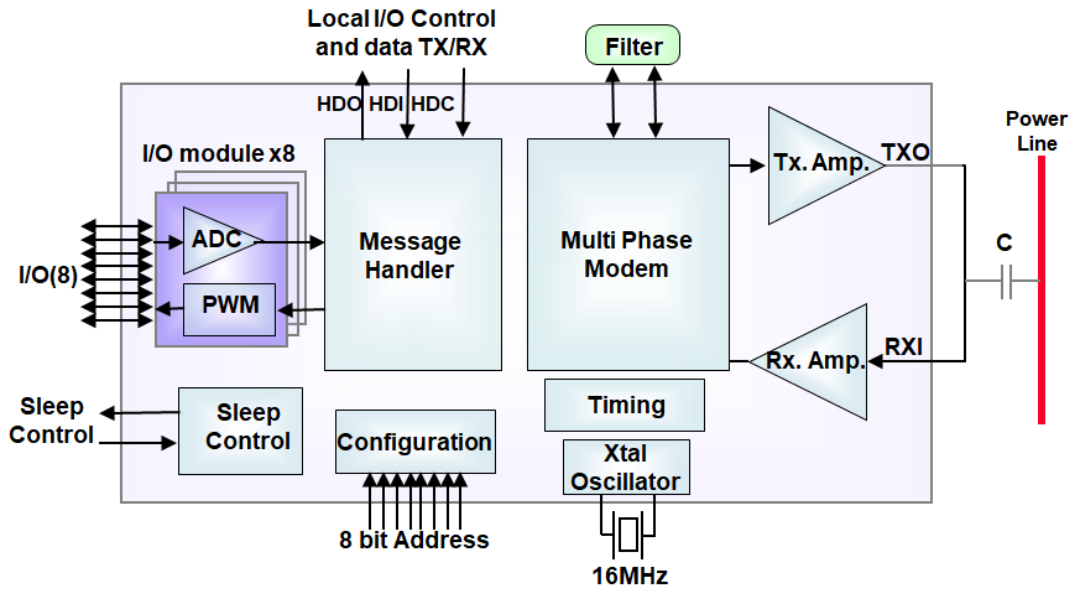 Local I/O Control
and data TX/RX
Filter
HDO HDI HDC
Power
Line
I/O module x8
Tx. Amp.
TXO
ADC
Message
Handler
Multi Phase
Modem
C
I/O(8)
PWM
Rx. Amp.
RXI
Timing
Sleep
Control
Sleep
Control
Configuration
Xtal
Oscillator
8 bit Address
16MHz